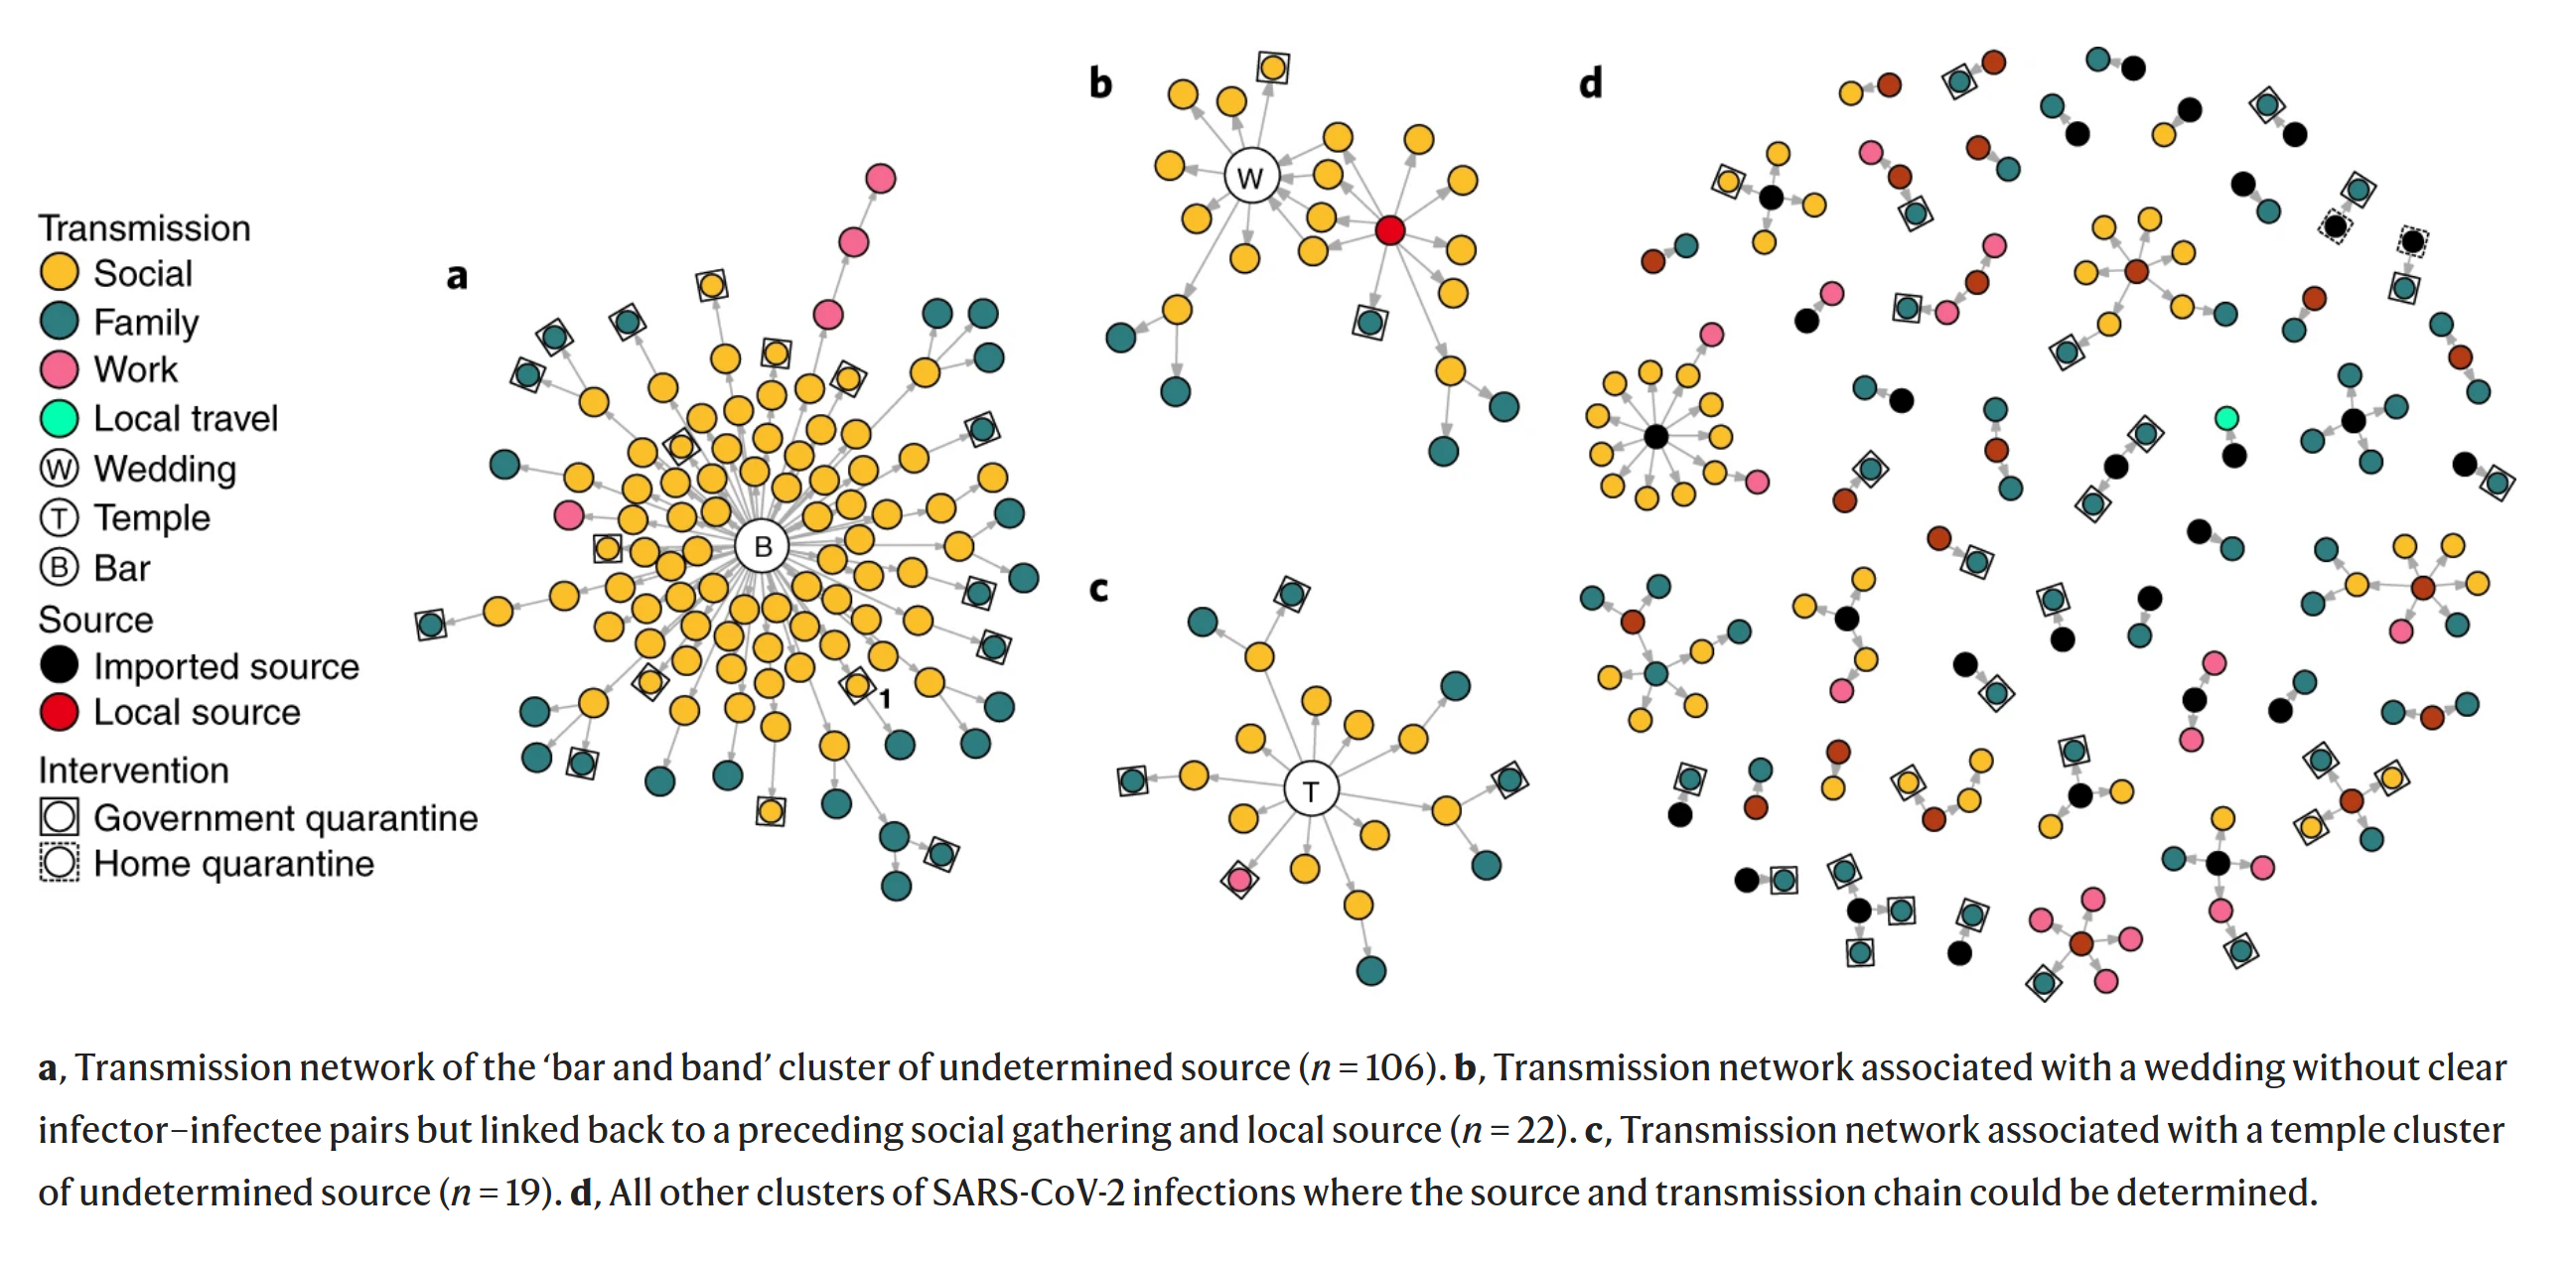 Transmission
Social
Family
Work
Local travel
W Wedding
T Temple
B Bar
Source
Imported source
Local source
Intervention
Government quarantine
Home quarantine
a
B
1
b
W
c
T
d
a, Transmission network of the ‘bar and band’ cluster of undetermined source (n = 106). b, Transmission network associated with a wedding without clear
infector–infectee pairs but linked back to a preceding social gathering and local source (n = 22). c, Transmission network associated with a temple cluster
of undetermined source (n = 19). d, All other clusters of SARS-CoV-2 infections where the source and transmission chain could be determined.